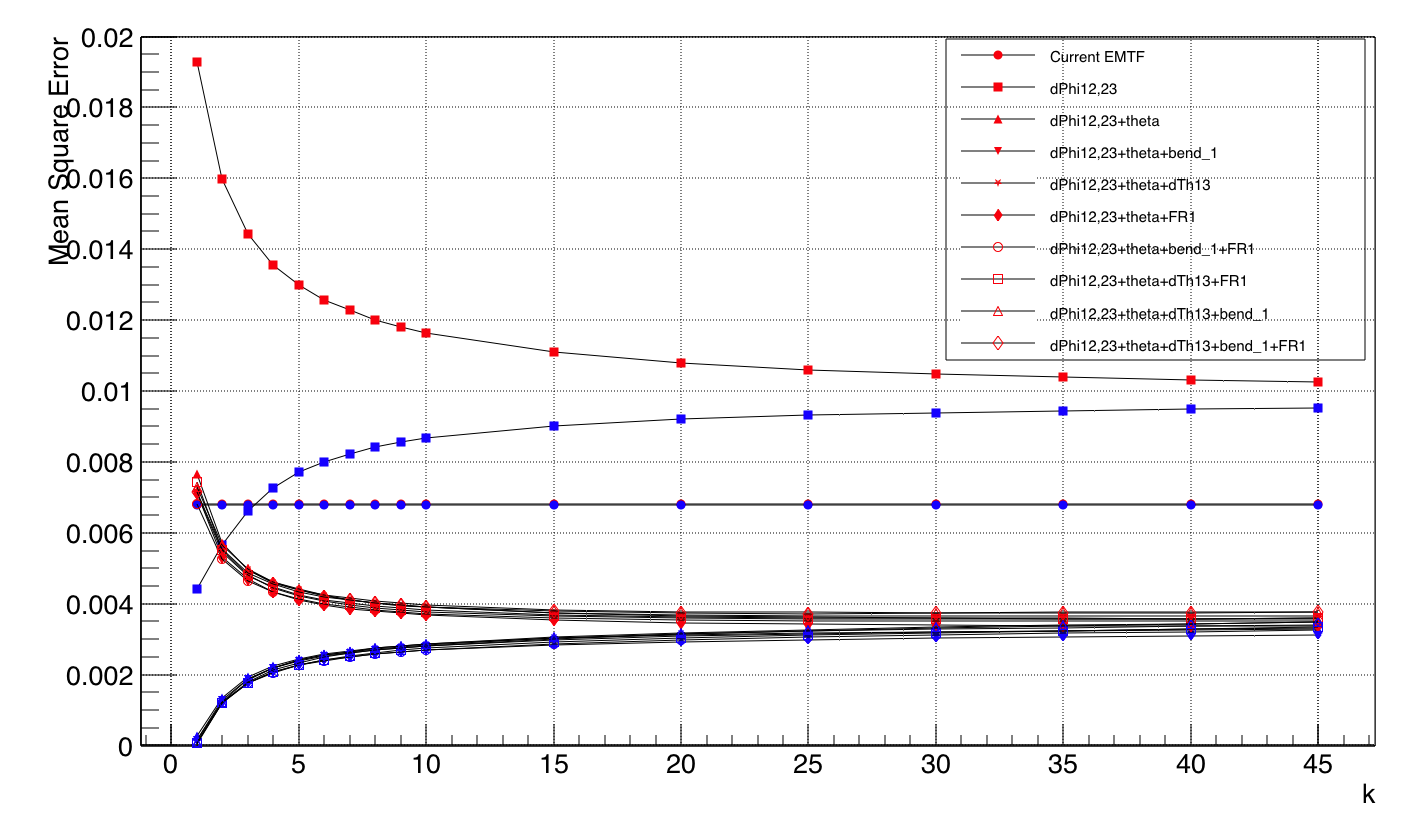 Mean Square Error
0.02
0.018
0.016
0.014
0.012
0.01
0.008
0.006
0.004
0.002
0
0 5 10 15 20 25 30 35 40 45
k
Current EMTF
dPhi12,23
dPhi12,23+theta
dPhi12,23+theta+bend_1
dPhi12,23+theta+dTh13
dPhi12,23+theta+FR1
dPhi12,23+theta+bend_1+FR1
dPhi12,23+theta+dTh13+FR1
dPhi12,23+theta+dTh13+bend_1
dPhi12,23+theta+dTh13+bend_1+FR1